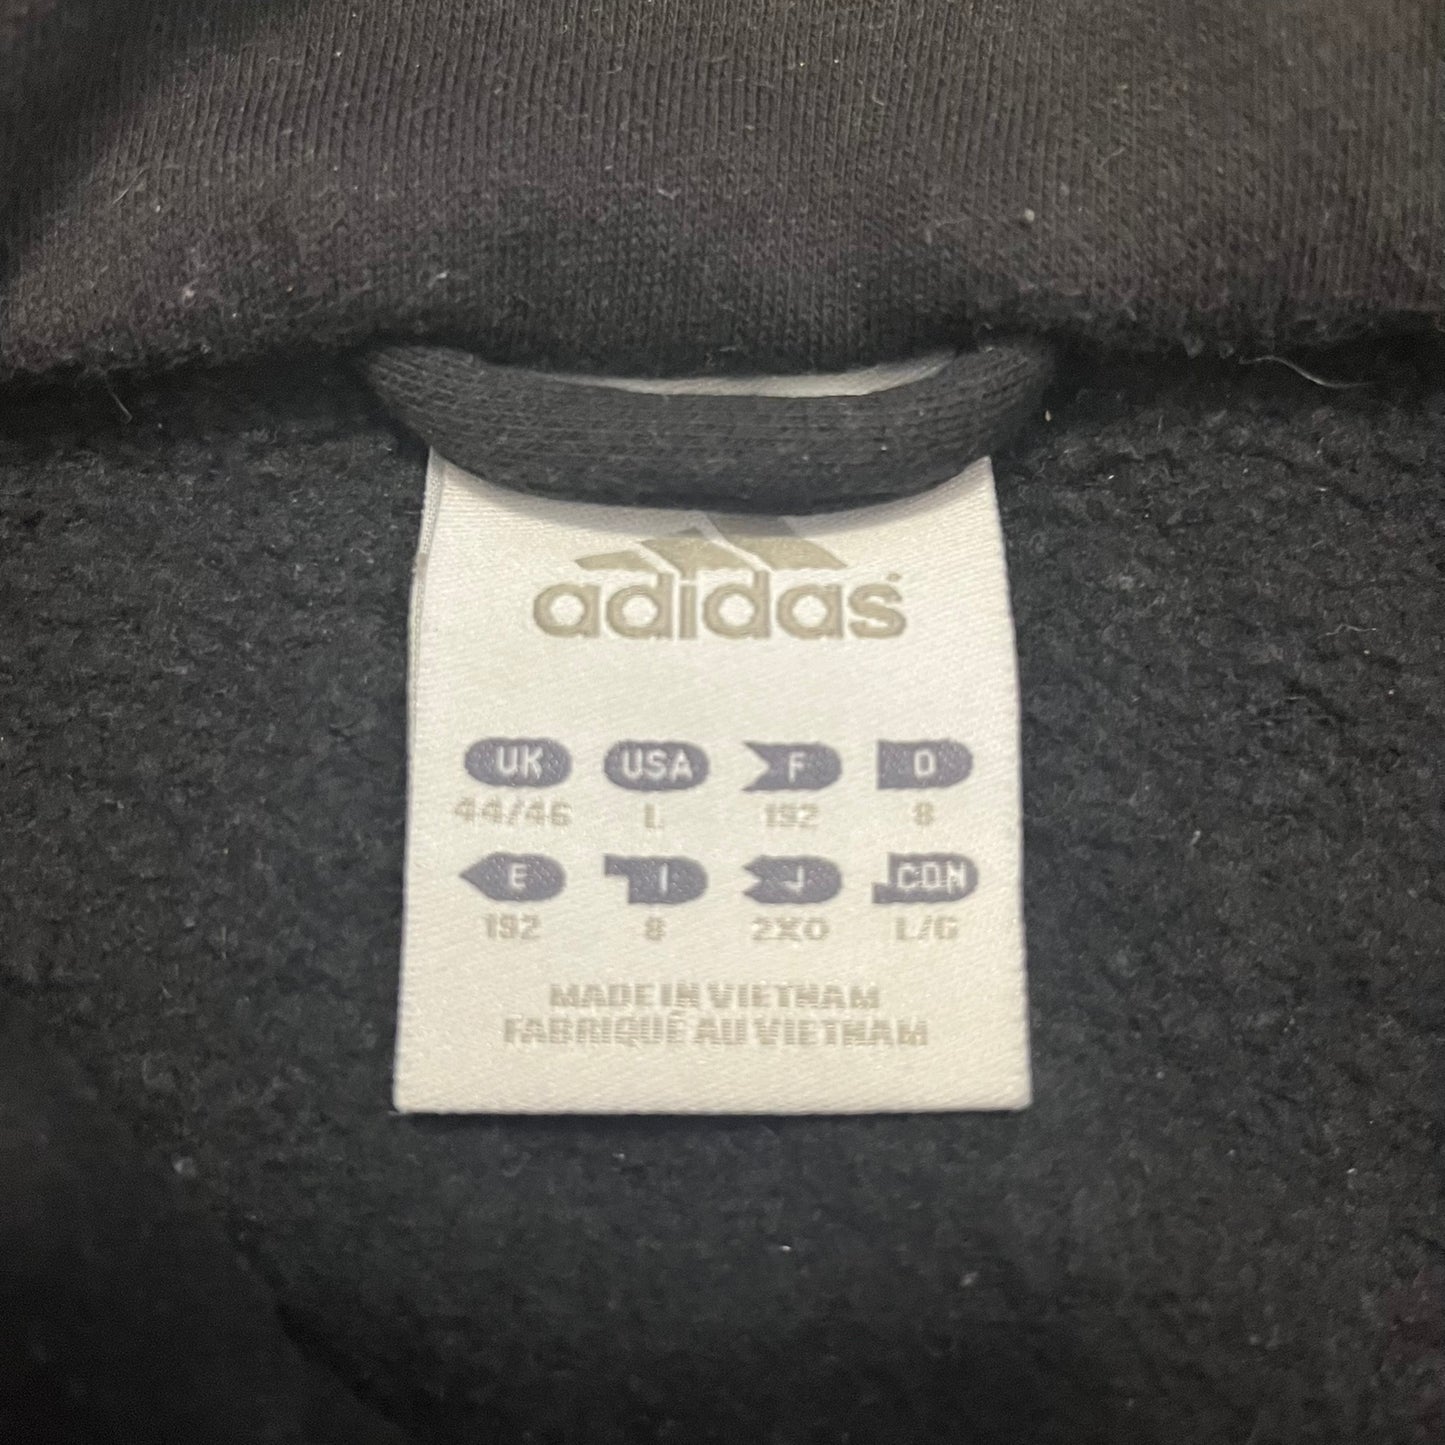 adidas
UK USA F D
44/46 L 192 8
E I J CDN
192 8 2XO L/G
MADE IN VIETNAM
FABRIQUÉ AU VIETNAM